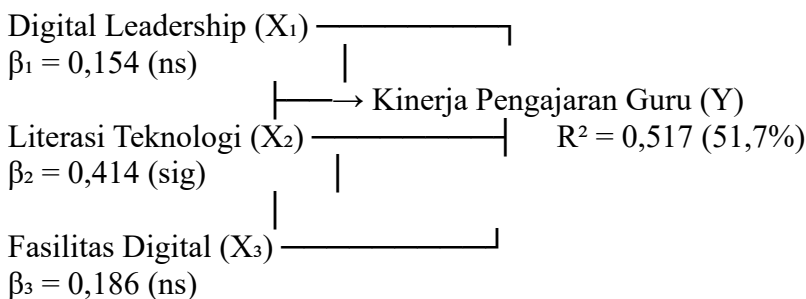 Digital Leadership (X₁)
β₁ = 0,154 (ns)
→ Kinerja Pengajaran Guru (Y)
Literasi Teknologi (X₂) R² = 0,517 (51,7%)
β₂ = 0,414 (sig)
Fasilitas Digital (X₃)
β₃ = 0,186 (ns)